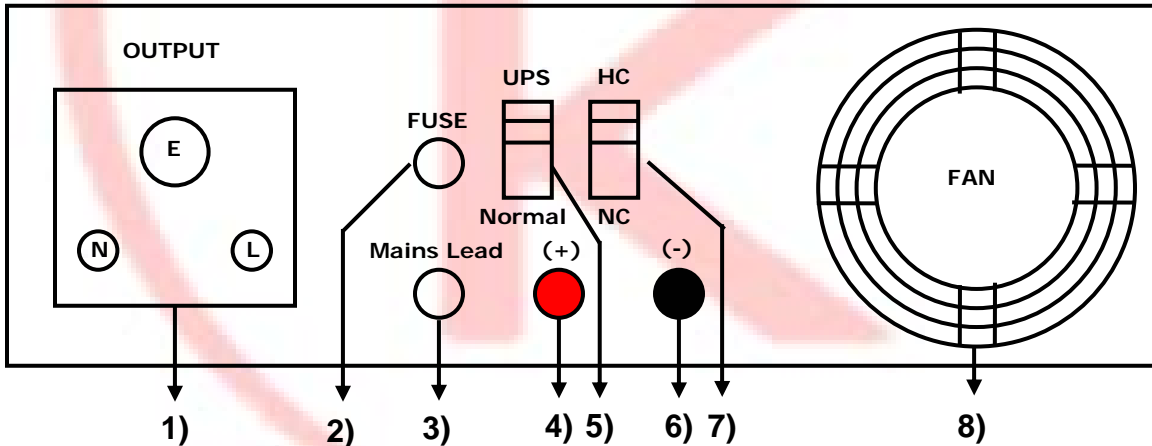 OUTPUT
UPS HC
FUSE
E
FAN
Normal NC
N L
Mains Lead (+) (-)
1) 2) 3) 4) 5) 6) 7) 8)